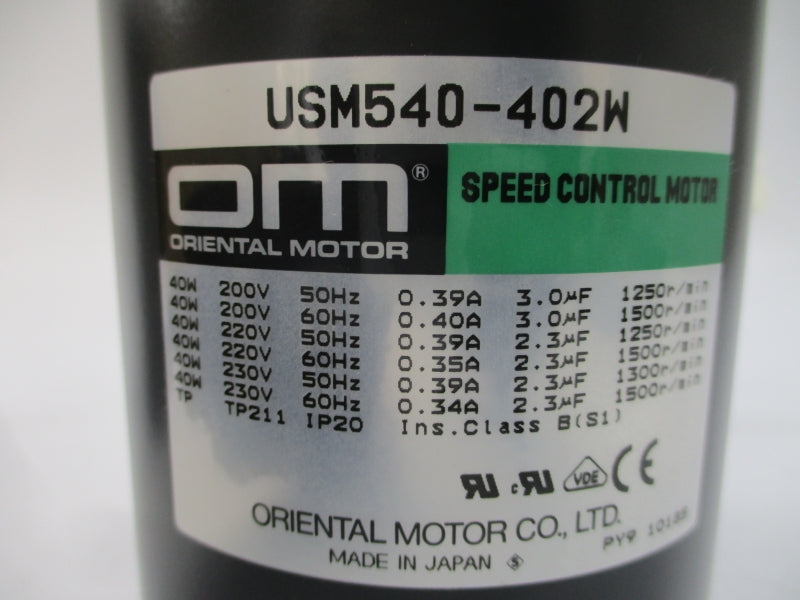 USM540-402W
OM®
ORIENTAL MOTOR
SPEED CONTROL MOTOR
40W 200V 50Hz 0.39A 3.0μF 1250r/min
40W 200V 60Hz 0.40A 3.0μF 1500r/min
40W 220V 50Hz 0.39A 2.3μF 1250r/min
40W 220V 60Hz 0.35A 2.3μF 1500r/min
40W 230V 50Hz 0.39A 2.3μF 1300r/min
40W 230V 60Hz 0.34A 2.3μF 1500r/min
TP TP211 IP20 Ins.Class B(S1)
RU cRU VDE CE
ORIENTAL MOTOR CO., LTD.
PY9
MADE IN JAPAN S